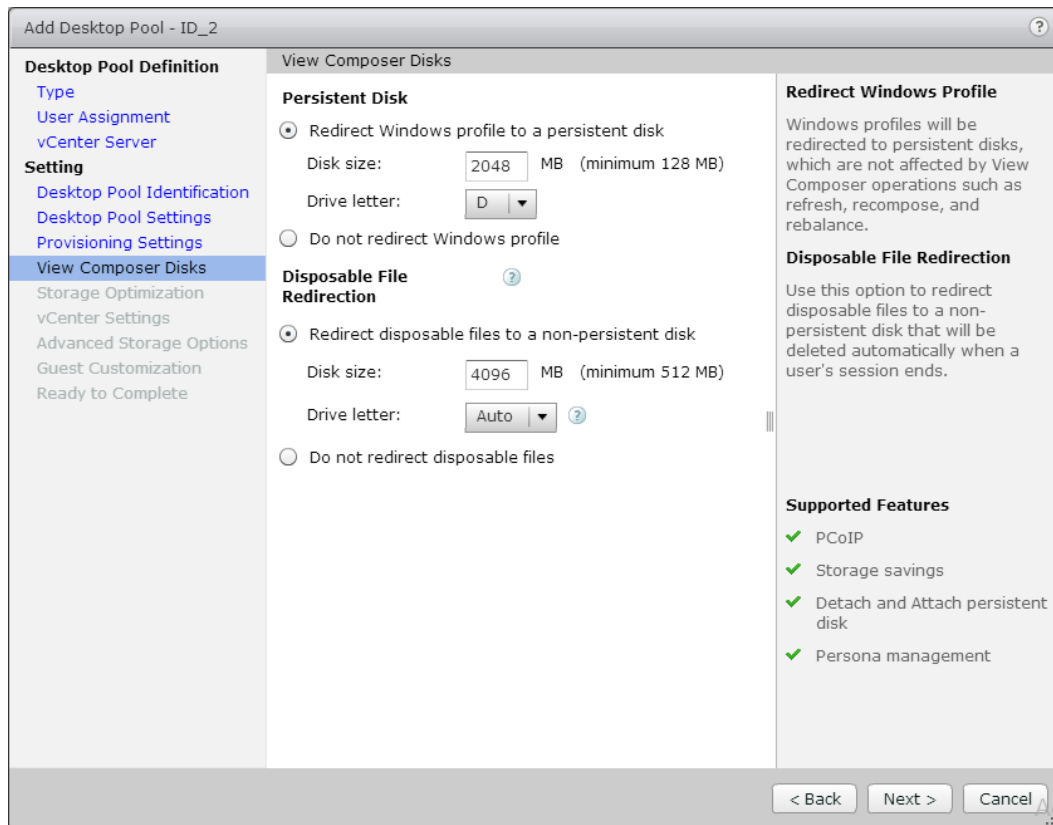 Add Desktop Pool - ID_2
?
Desktop Pool Definition
Type
User Assignment
vCenter Server
Setting
Desktop Pool Identification
Desktop Pool Settings
Provisioning Settings
View Composer Disks
Storage Optimization
vCenter Settings
Advanced Storage Options
Guest Customization
Ready to Complete
View Composer Disks
Persistent Disk
Redirect Windows profile to a persistent disk
Disk size: 2048 MB (minimum 128 MB)
Drive letter: D
Do not redirect Windows profile
Disposable File ?
Redirection
Redirect disposable files to a non-persistent disk
Disk size: 4096 MB (minimum 512 MB)
Drive letter: Auto ?
Do not redirect disposable files
Redirect Windows Profile
Windows profiles will be
redirected to persistent disks,
which are not affected by View
Composer operations such as
refresh, recompose, and
rebalance.
Disposable File Redirection
Use this option to redirect
disposable files to a non-
persistent disk that will be
deleted automatically when a
user's session ends.
Supported Features
PCoIP
Storage savings
Detach and Attach persistent
disk
Persona management
< Back Next > Cancel